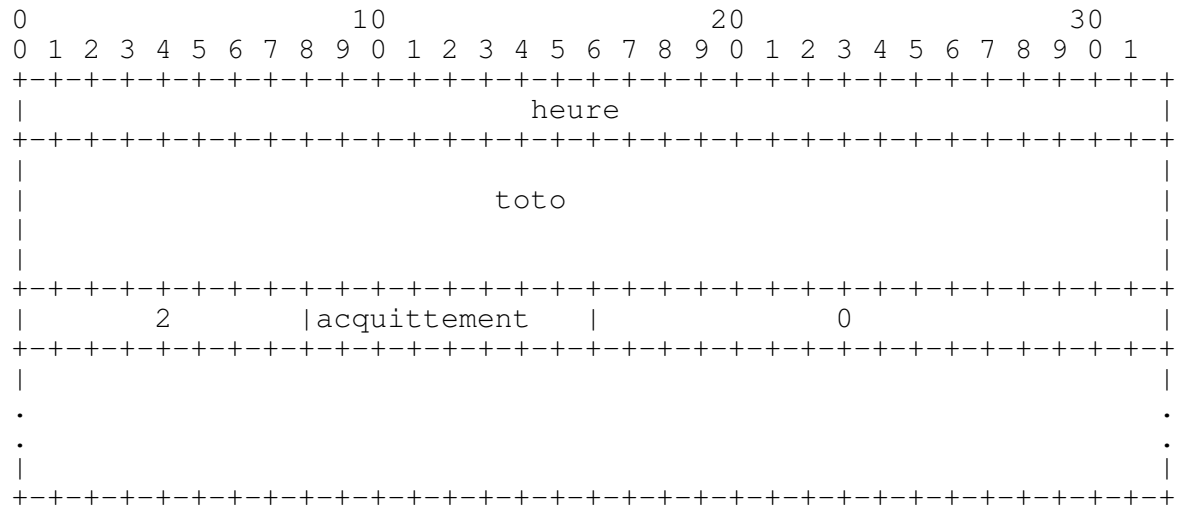 0                   10                  20                  30
0 1 2 3 4 5 6 7 8 9 0 1 2 3 4 5 6 7 8 9 0 1 2 3 4 5 6 7 8 9 0 1
+-+-+-+-+-+-+-+-+-+-+-+-+-+-+-+-+-+-+-+-+-+-+-+-+-+-+-+-+-+-+-+-+
|                            heure                              |
+-+-+-+-+-+-+-+-+-+-+-+-+-+-+-+-+-+-+-+-+-+-+-+-+-+-+-+-+-+-+-+-+
|                                                               |
|                          toto                                 |
|                                                               |
|                                                               |
+-+-+-+-+-+-+-+-+-+-+-+-+-+-+-+-+-+-+-+-+-+-+-+-+-+-+-+-+-+-+-+-+
|       2       |acquittement   |             0                 |
+-+-+-+-+-+-+-+-+-+-+-+-+-+-+-+-+-+-+-+-+-+-+-+-+-+-+-+-+-+-+-+-+
|                                                               |
.                                                               .
.                                                               .
|                                                               |
+-+-+-+-+-+-+-+-+-+-+-+-+-+-+-+-+-+-+-+-+-+-+-+-+-+-+-+-+-+-+-+-+